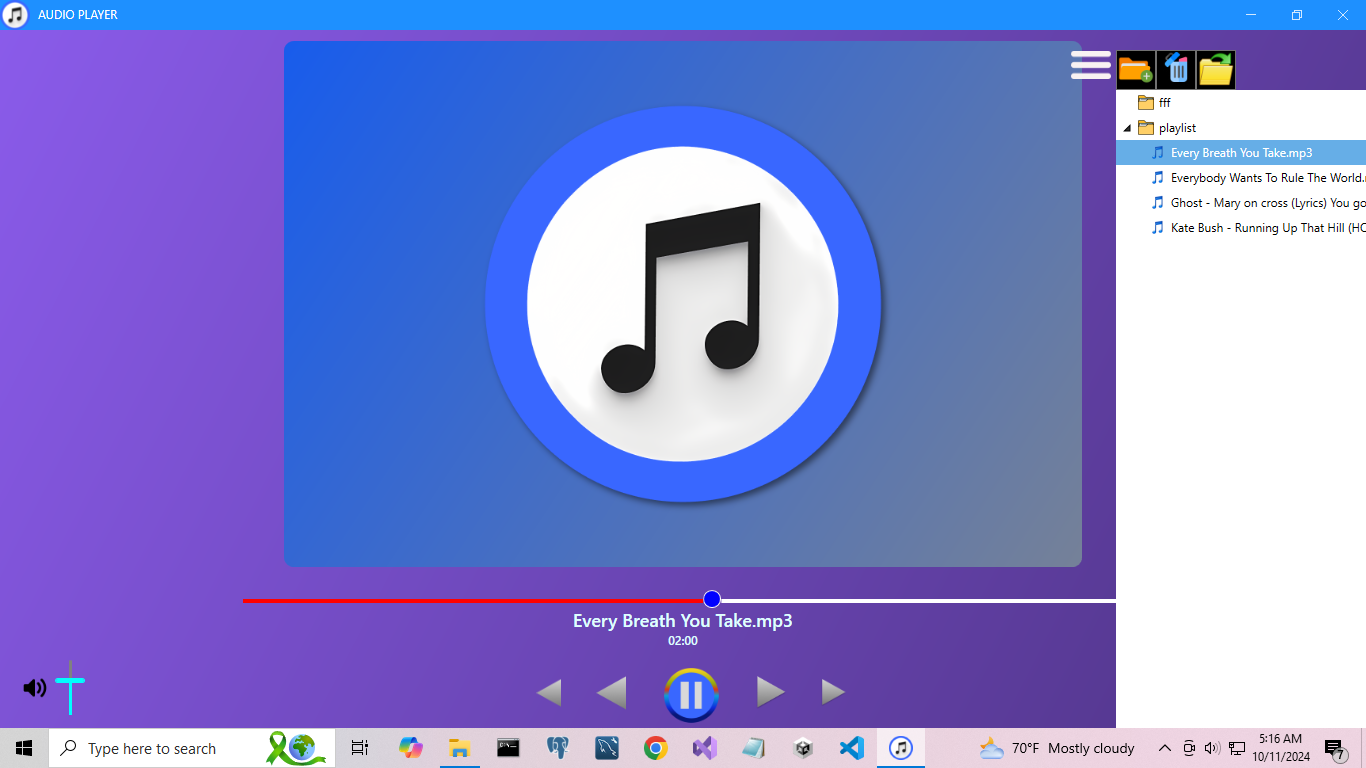 AUDIO PLAYER
fff
playlist
Every Breath You Take.mp3
Everybody Wants To Rule The World.
Ghost - Mary on cross (Lyrics) You go
Kate Bush - Running Up That Hill (HO
Every Breath You Take.mp3
02:00
Type here to search
70°F Mostly cloudy
5:16 AM
10/11/2024
7